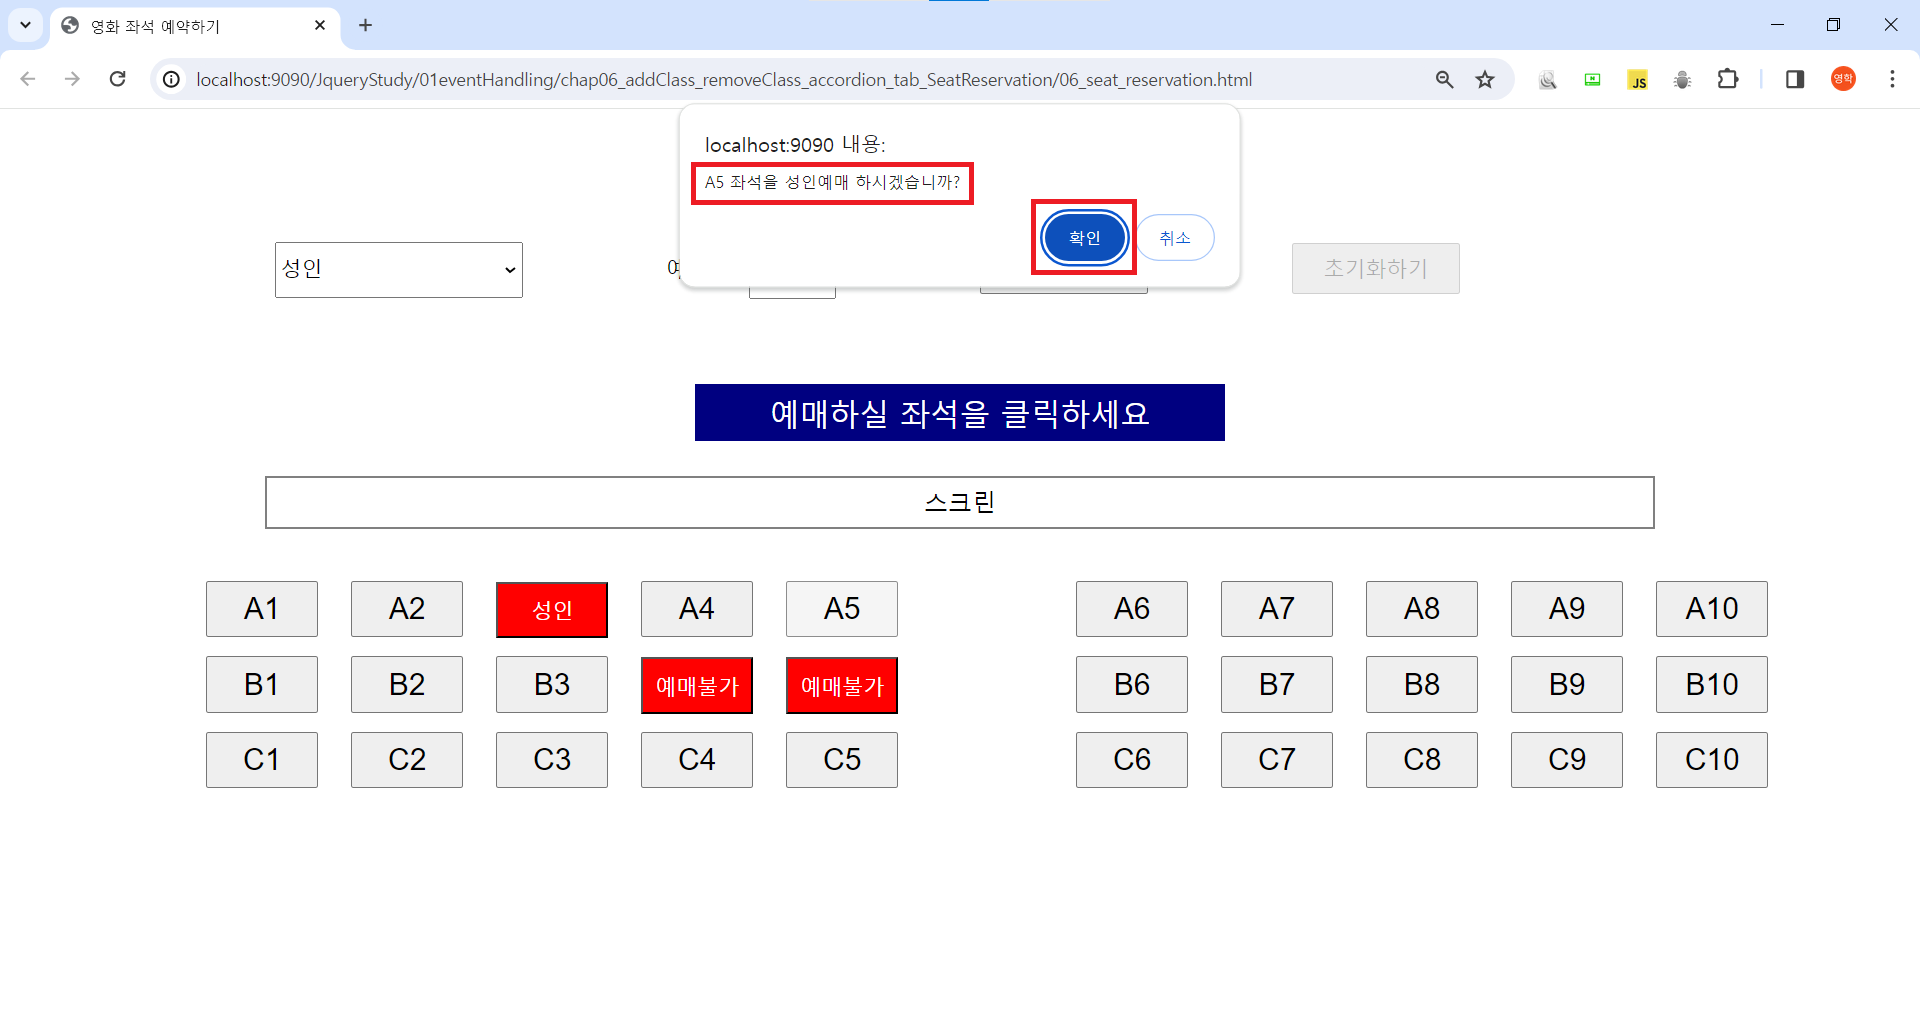 영화 좌석 예약하기
localhost:9090/JqueryStudy/01eventHandling/chap06_addClass_removeClass_accordion_tab_SeatReservation/06_seat_reservation.html
JS
영학
localhost:9090 내용:
A5 좌석을 성인예매 하시겠습니까?
확인 취소
성인
초기화하기
예매하실 좌석을 클릭하세요
스크린
A1 A2 성인 A4 A5 A6 A7 A8 A9 A10
B1 B2 B3 예매불가 예매불가 B6 B7 B8 B9 B10
C1 C2 C3 C4 C5 C6 C7 C8 C9 C10